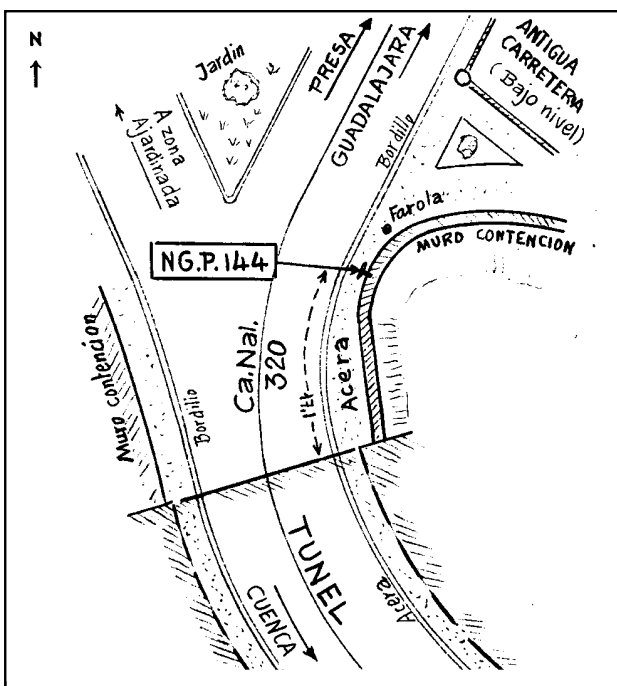 N
Jardin
PRESA
GUADALAJARA
ANTIGUA
CARRETERA
(Bajo nivel)
A zona
Ajardinada
Bordillo
Farola
MURO CONTENCION
NG.P.144
Ca.Nal.
320
Acera
Muro contencion
Bordillo
TUNEL
CUENCA
Acera